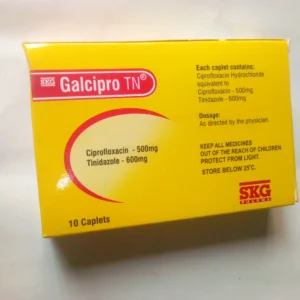 SKG Galcipro TN®
Ciprofloxacin - 500mg
Tinidazole - 600mg
10 Caplets
Each caplet contains:
Ciprofloxacin Hydrochloride
equivalent to
Ciprofloxacin - 500mg
Tinidazole - 600mg
Dosage:
As directed by the physician.
KEEP ALL MEDICINES
OUT OF THE REACH OF CHILDREN
PROTECT FROM LIGHT.
STORE BELOW 25°C.
SKG
PHARMA